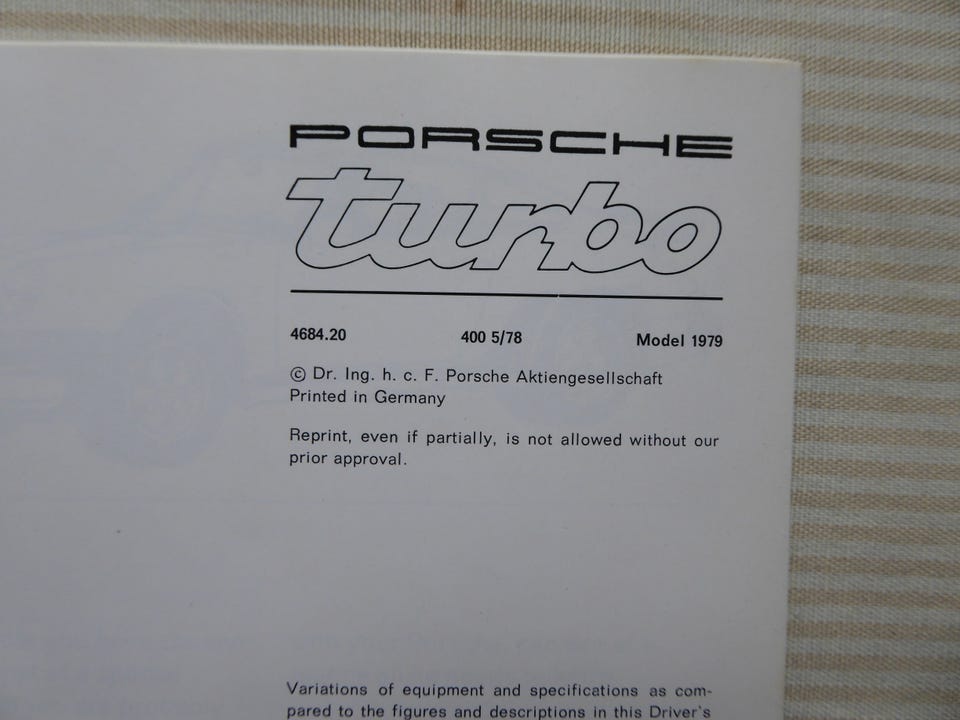 PORSCHE
turbo
4684.20 400 5/78 Model 1979
© Dr. Ing. h. c. F. Porsche Aktiengesellschaft
Printed in Germany
Reprint, even if partially, is not allowed without our
prior approval.
Variations of equipment and specifications as com-
pared to the figures and descriptions in this Driver's